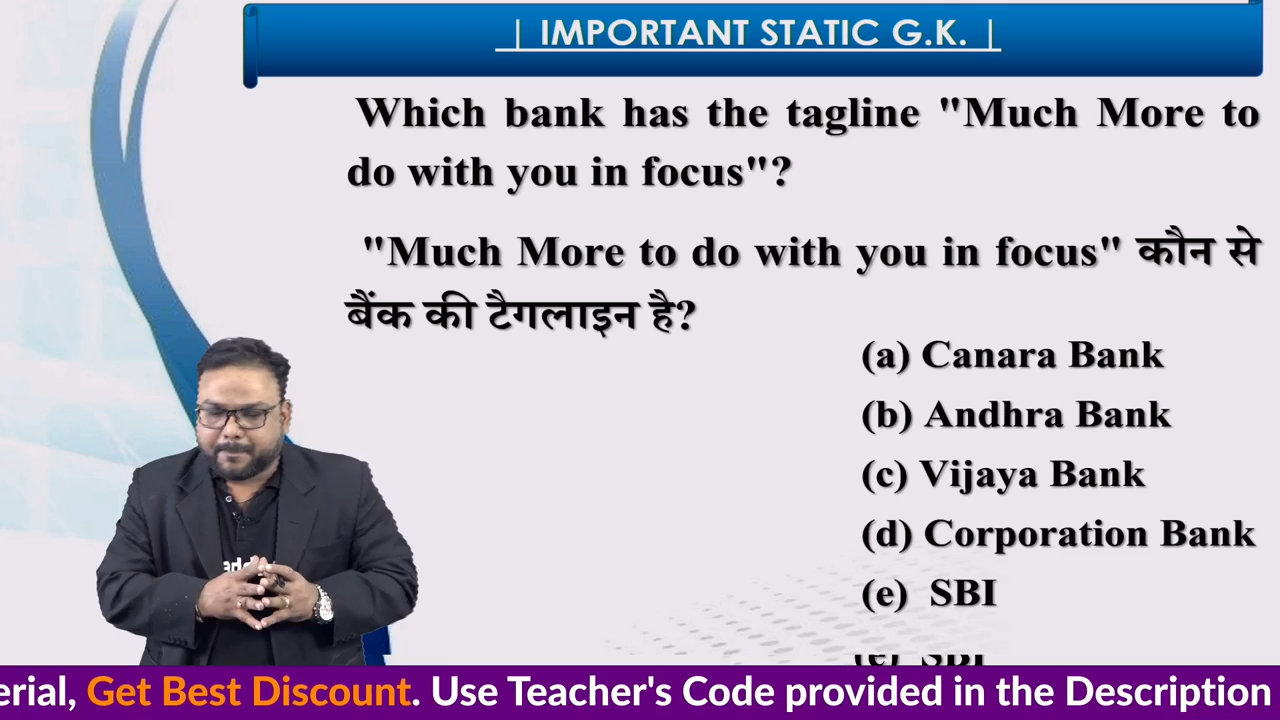 | IMPORTANT STATIC G.K. |
Which bank has the tagline "Much More to
do with you in focus"?
"Much More to do with you in focus" कौन से
बैंक की टैगलाइन है?
(a) Canara Bank
(b) Andhra Bank
(c) Vijaya Bank
(d) Corporation Bank
(e) SBI
(e) SBI
erial, Get Best Discount. Use Teacher's Code provided in the Description